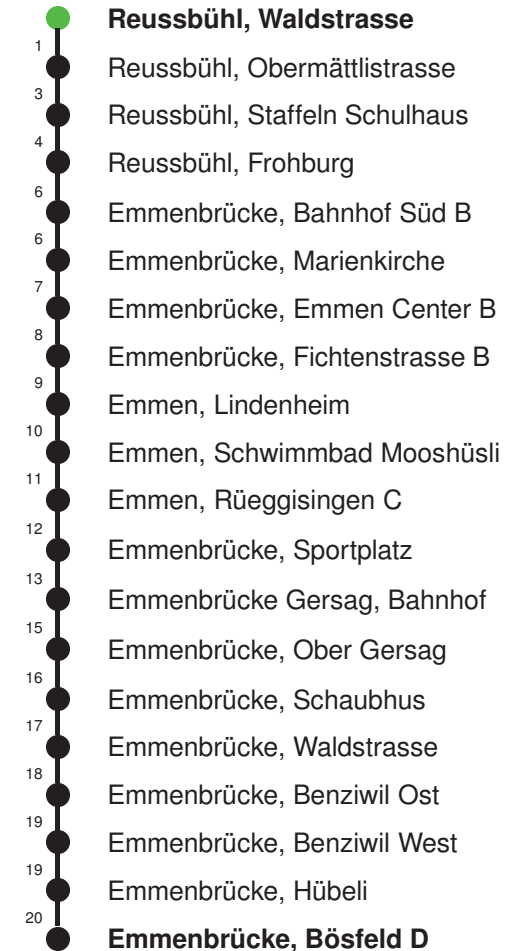 Reussbühl, Waldstrasse
1
Reussbühl, Obermättlistrasse
3
Reussbühl, Staffeln Schulhaus
4
Reussbühl, Frohburg
6
Emmenbrücke, Bahnhof Süd B
6
Emmenbrücke, Marienkirche
7
Emmenbrücke, Emmen Center B
8
Emmenbrücke, Fichtenstrasse B
9
Emmen, Lindenheim
10
Emmen, Schwimmbad Mooshüsli
11
Emmen, Rüeggisingen C
12
Emmenbrücke, Sportplatz
13
Emmenbrücke Gersag, Bahnhof
15
Emmenbrücke, Ober Gersag
16
Emmenbrücke, Schaubhus
17
Emmenbrücke, Waldstrasse
18
Emmenbrücke, Benziwil Ost
19
Emmenbrücke, Benziwil West
19
Emmenbrücke, Hübeli
20
Emmenbrücke, Bösfeld D